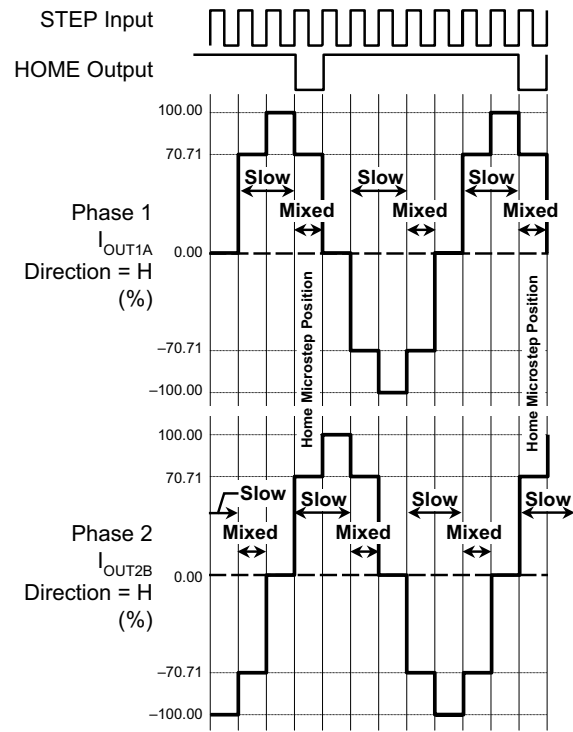 STEP Input
HOME Output
100.00
70.71
Slow
Slow
Slow
Mixed
Mixed
Mixed
Phase 1
I_OUT1A
Direction = H
(%)
0.00
Home Microstep Position
Home Microstep Position
–70.71
–100.00
100.00
70.71
Slow
Slow
Slow
Slow
Mixed
Mixed
Mixed
Phase 2
I_OUT2B
Direction = H
(%)
0.00
–70.71
–100.00